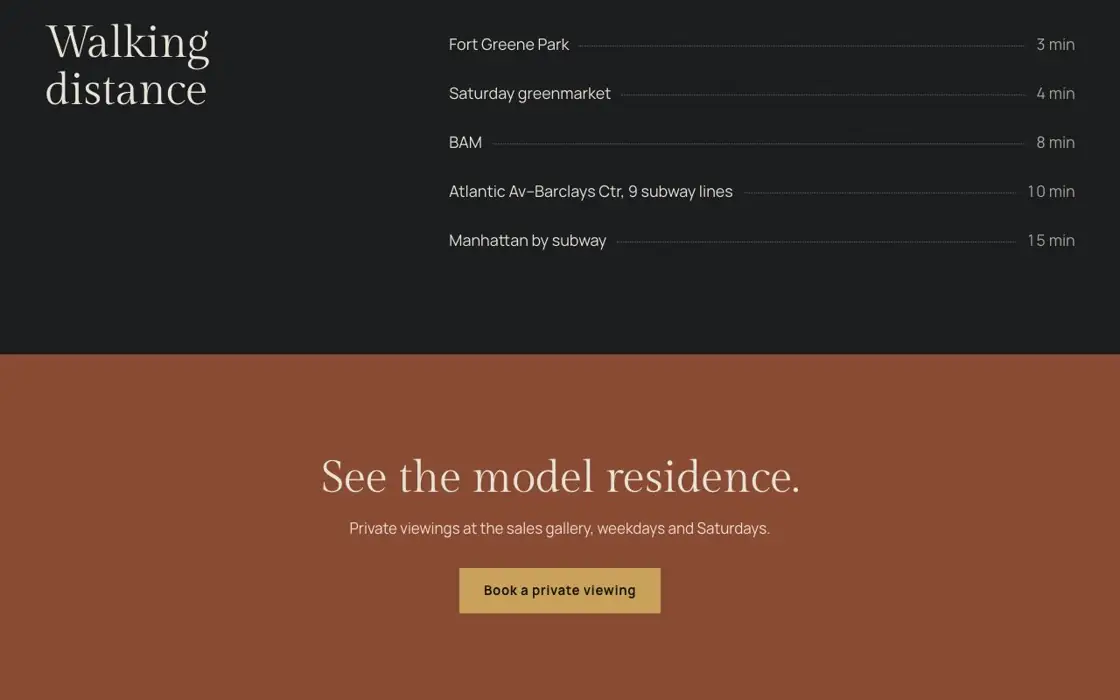 Walking
distance
Fort Greene Park 3 min
Saturday greenmarket 4 min
BAM 8 min
Atlantic Av–Barclays Ctr, 9 subway lines 10 min
Manhattan by subway 15 min
See the model residence.
Private viewings at the sales gallery, weekdays and Saturdays.
Book a private viewing